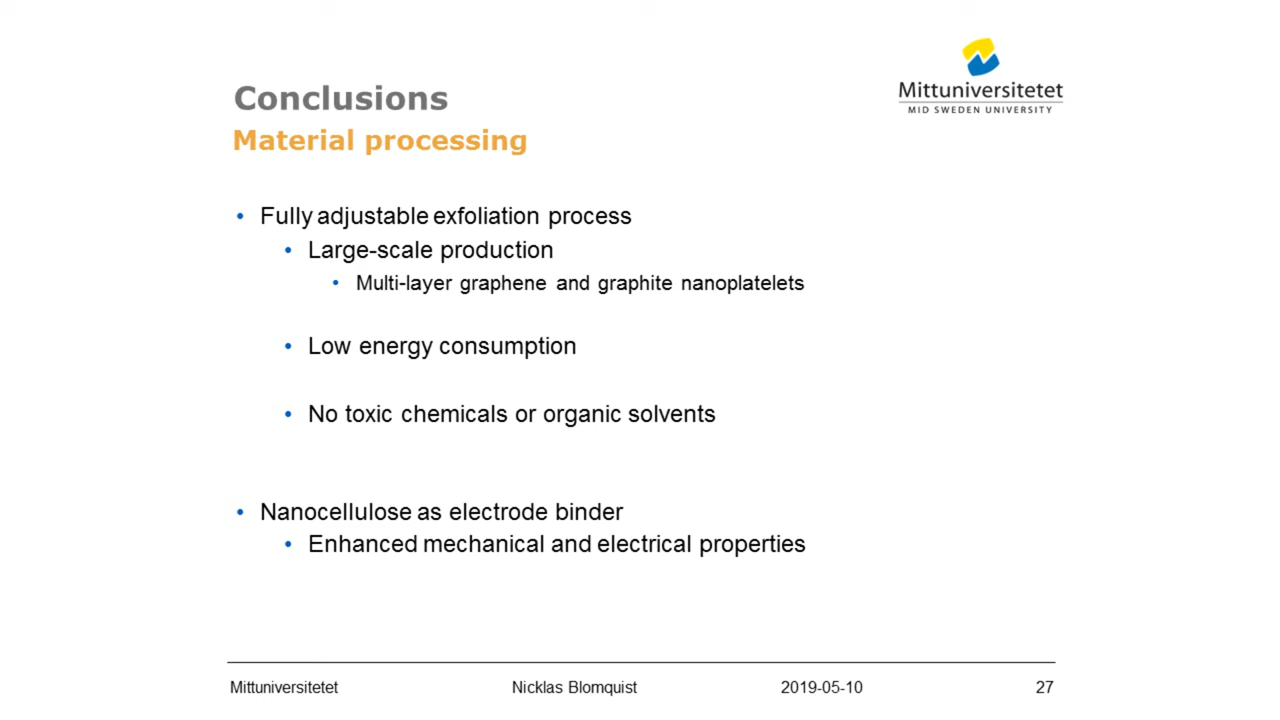 Mittuniversitetet
MID SWEDEN UNIVERSITY
Conclusions
Material processing
• Fully adjustable exfoliation process
• Large-scale production
• Multi-layer graphene and graphite nanoplatelets
• Low energy consumption
• No toxic chemicals or organic solvents
• Nanocellulose as electrode binder
• Enhanced mechanical and electrical properties
Mittuniversitetet Nicklas Blomquist 2019-05-10 27